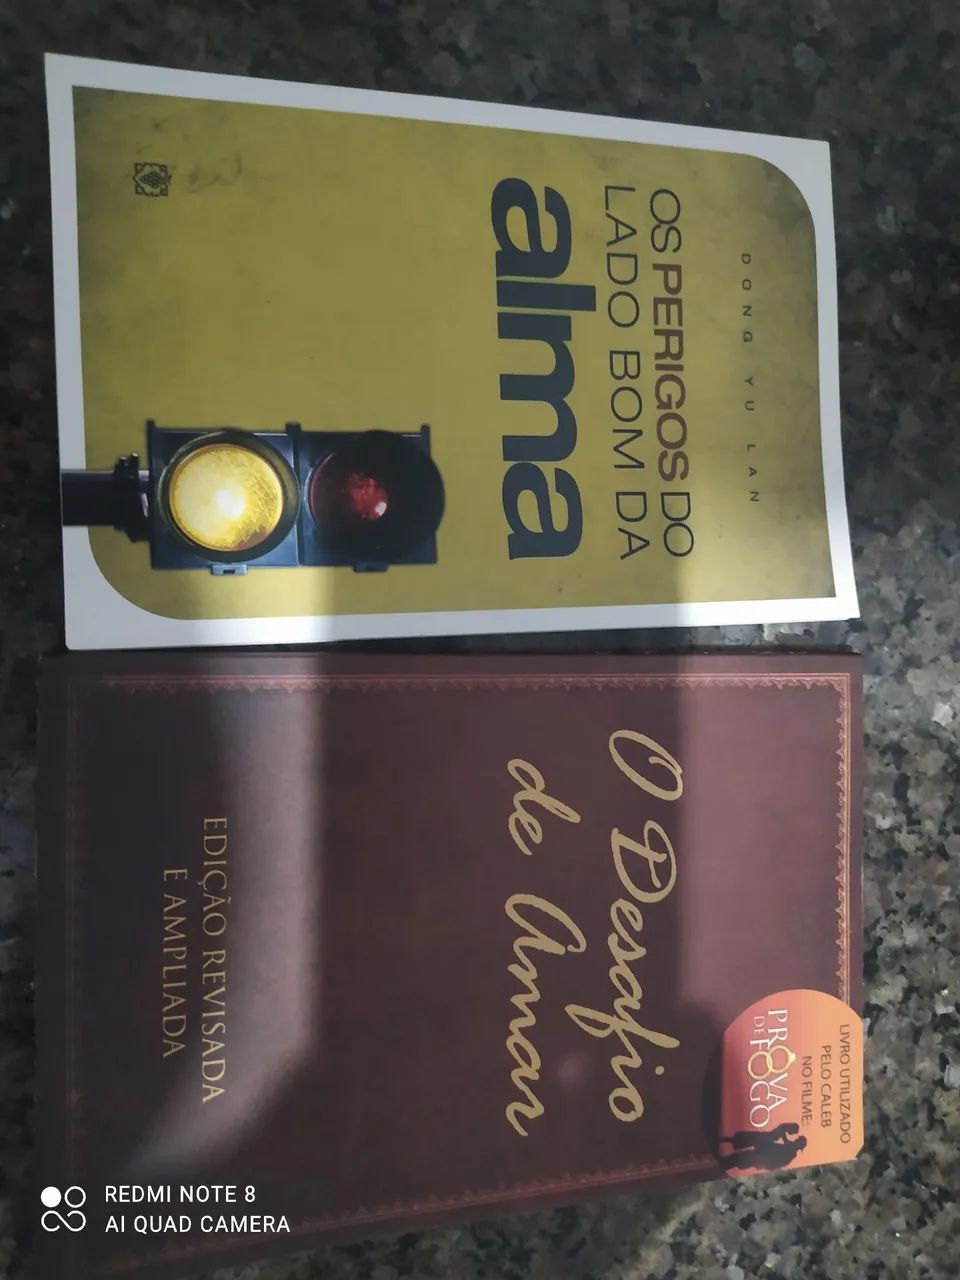 DONG YU LAN
OS PERIGOS DO
LADO BOM DA
alma
LIVRO UTILIZADO
PELO CALEB
NO FILME:
PROVA
DE FOGO
O Desafio
de Amar
EDIÇÃO REVISADA
E AMPLIADA
REDMI NOTE 8
AI QUAD CAMERA